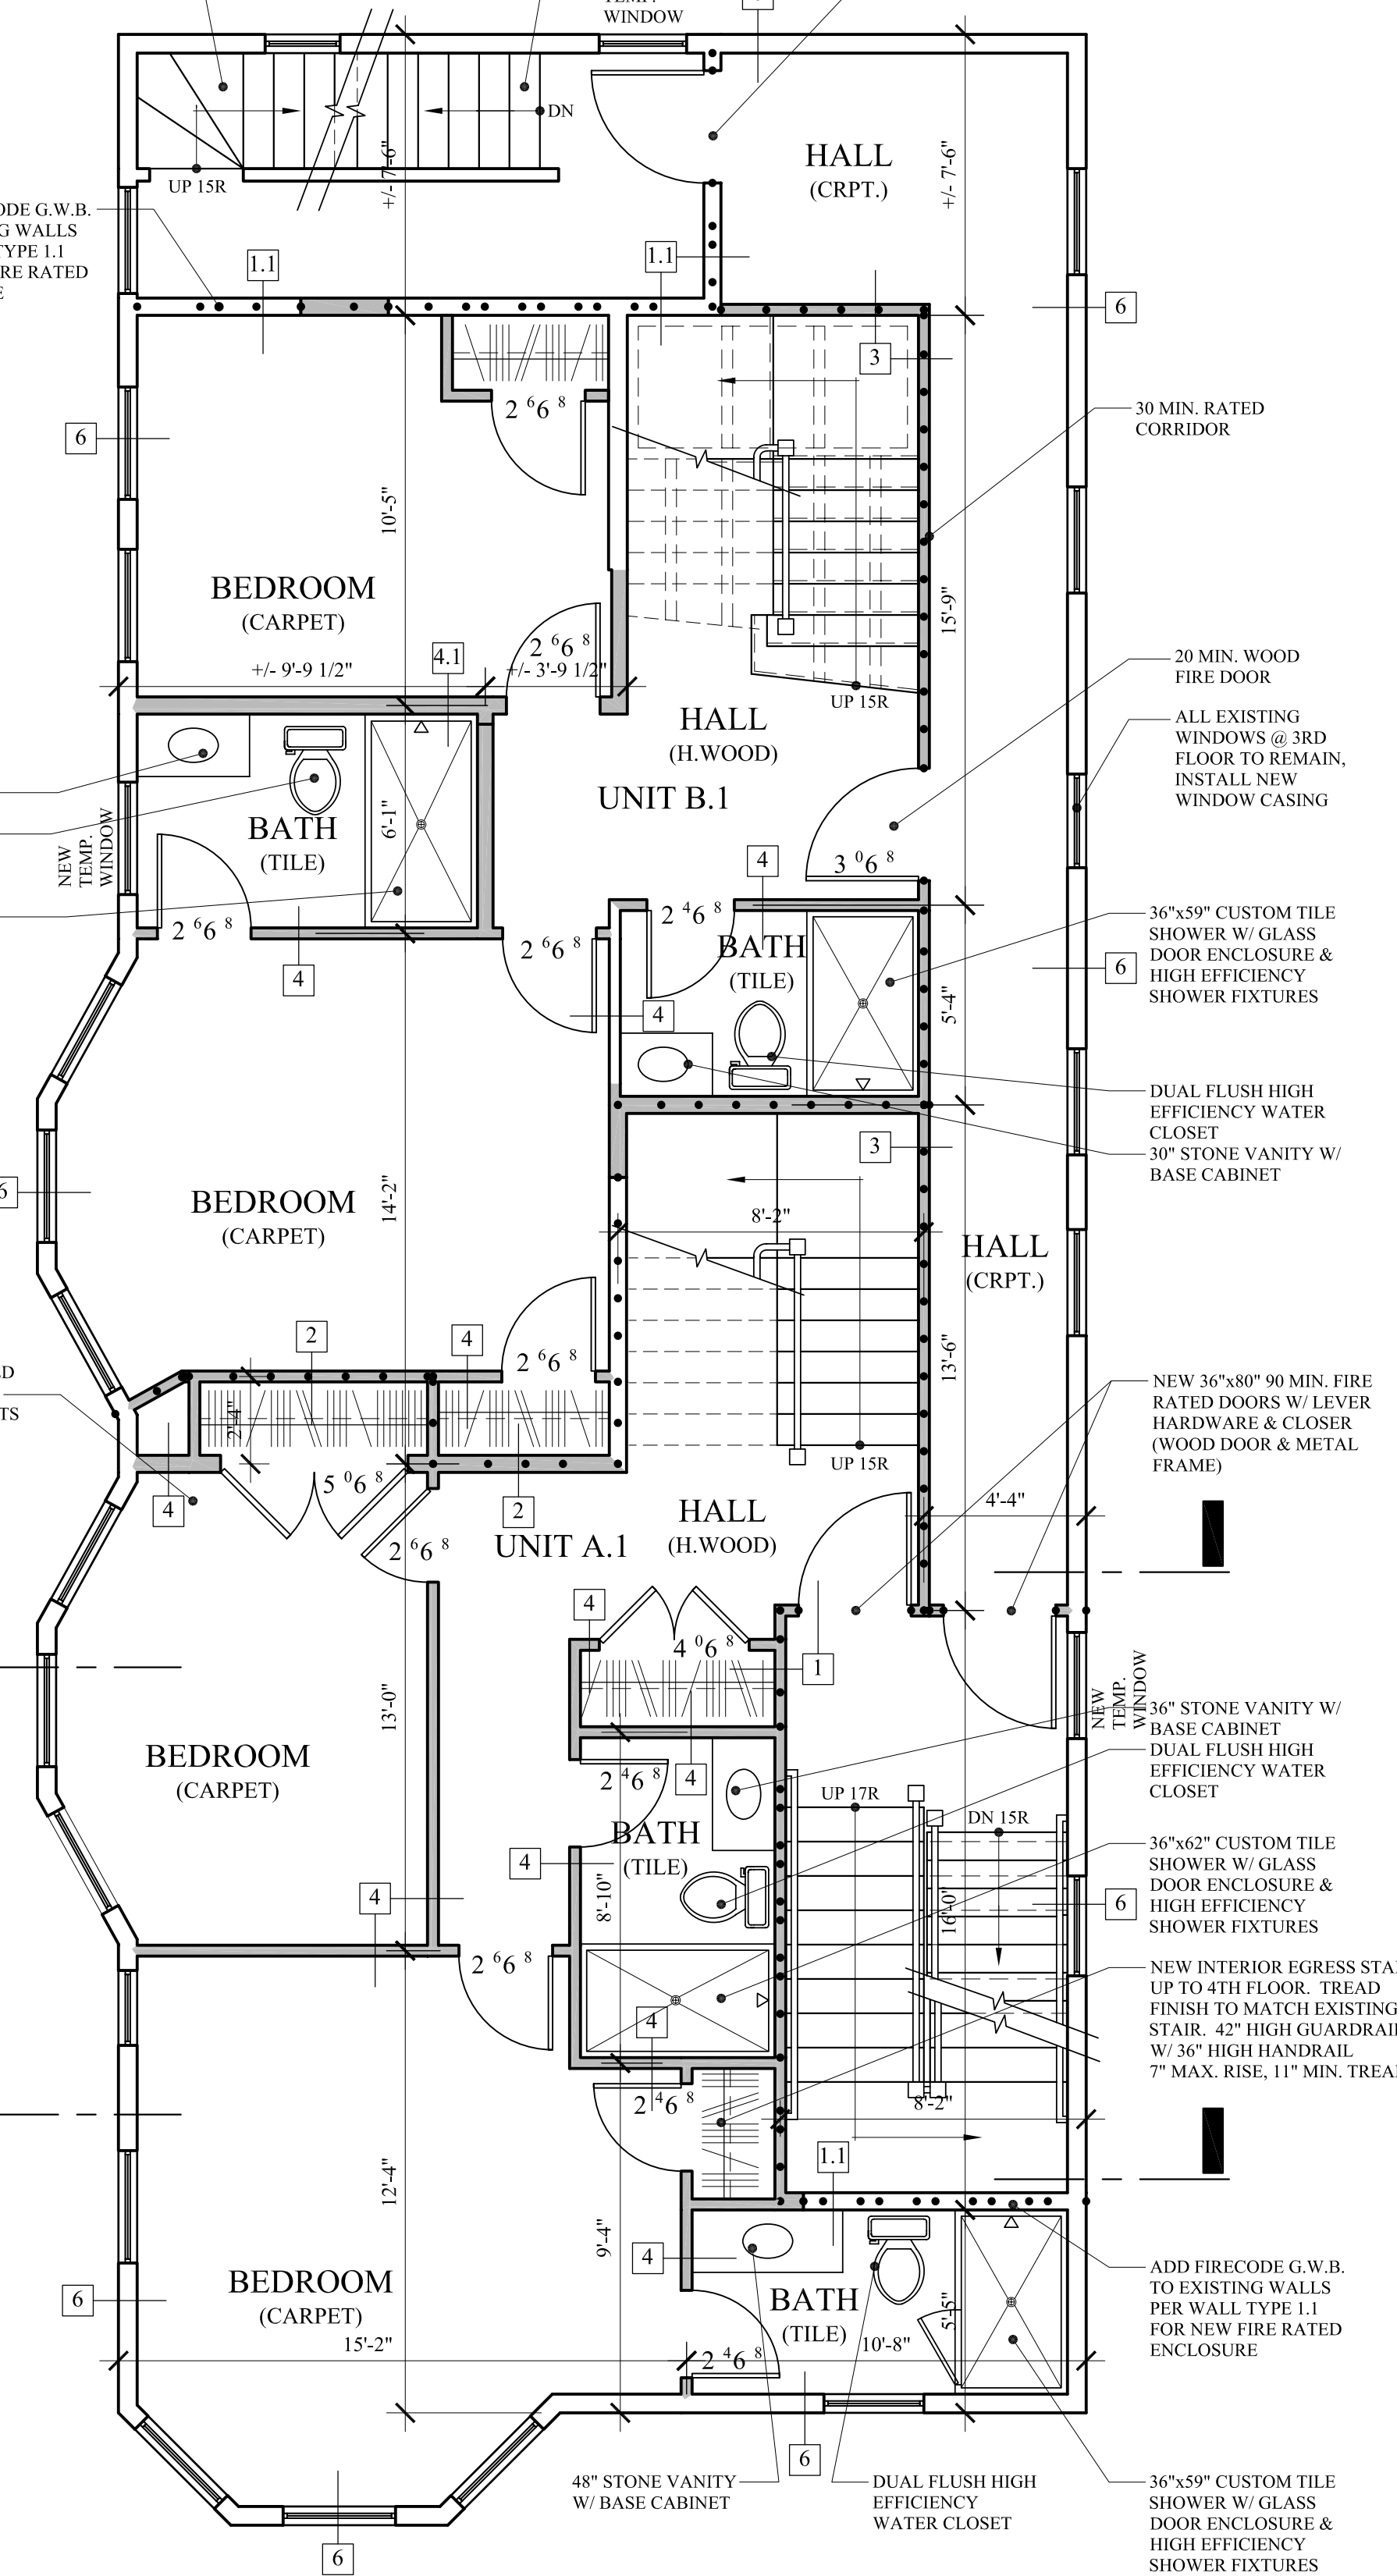 WINDOW
DN
UP 15R
HALL
(CRPT.)
+/- 7'-6"
+/- 7'-6"
G.W.B.
WALLS
TYPE 1.1
RATED
1.1
1.1
6
3
6
2 6 6 8
30 MIN. RATED
CORRIDOR
10'-5"
BEDROOM
(CARPET)
15'-9"
4.1
2 6 6 8
+/- 9'-9 1/2"
+/- 3'-9 1/2"
20 MIN. WOOD
FIRE DOOR
UP 15R
HALL
(H.WOOD)
UNIT B.1
ALL EXISTING
WINDOWS @ 3RD
FLOOR TO REMAIN,
INSTALL NEW
WINDOW CASING
NEW
TEMP.
WINDOW
BATH
(TILE)
6'-1"
4
3 0 6 8
2 6 6 8
2 6 6 8
2 4 6 8
BATH
(TILE)
36"x59" CUSTOM TILE
SHOWER W/ GLASS
DOOR ENCLOSURE &
HIGH EFFICIENCY
SHOWER FIXTURES
6
4
4
5'-4"
DUAL FLUSH HIGH
EFFICIENCY WATER
CLOSET
30" STONE VANITY W/
BASE CABINET
3
6
BEDROOM
(CARPET)
14'-2"
8'-2"
HALL
(CRPT.)
13'-6"
2
4
2 6 6 8
2'-4"
NEW 36"x80" 90 MIN. FIRE
RATED DOORS W/ LEVER
HARDWARE & CLOSER
(WOOD DOOR & METAL
FRAME)
UP 15R
5 0 6 8
4
2
HALL
(H.WOOD)
UNIT A.1
4'-4"
2 6 6 8
4
4 0 6 8
1
NEW
TEMP.
WINDOW
13'-0"
BEDROOM
(CARPET)
36" STONE VANITY W/
BASE CABINET
DUAL FLUSH HIGH
EFFICIENCY WATER
CLOSET
2 4 6 8
4
UP 17R
DN 15R
BATH
(TILE)
4
4
8'-10"
16'-0"
6
36"x62" CUSTOM TILE
SHOWER W/ GLASS
DOOR ENCLOSURE &
HIGH EFFICIENCY
SHOWER FIXTURES
2 6 6 8
4
NEW INTERIOR EGRESS
UP TO 4TH FLOOR. TREAD
FINISH TO MATCH EXISTING
STAIR. 42" HIGH GUARDRAIL
W/ 36" HIGH HANDRAIL
7" MAX. RISE, 11" MIN.
2 4 6 8
8'-2"
1.1
12'-4"
9'-4"
4
6
BEDROOM
(CARPET)
15'-2"
BATH
(TILE)
10'-8"
5'-5"
2 4 6 8
ADD FIRECODE G.W.B.
TO EXISTING WALLS
PER WALL TYPE 1.1
FOR NEW FIRE RATED
ENCLOSURE
6
6
48" STONE VANITY
W/ BASE CABINET
DUAL FLUSH HIGH
EFFICIENCY
WATER CLOSET
36"x59" CUSTOM TILE
SHOWER W/ GLASS
DOOR ENCLOSURE &
HIGH EFFICIENCY
SHOWER FIXTURES